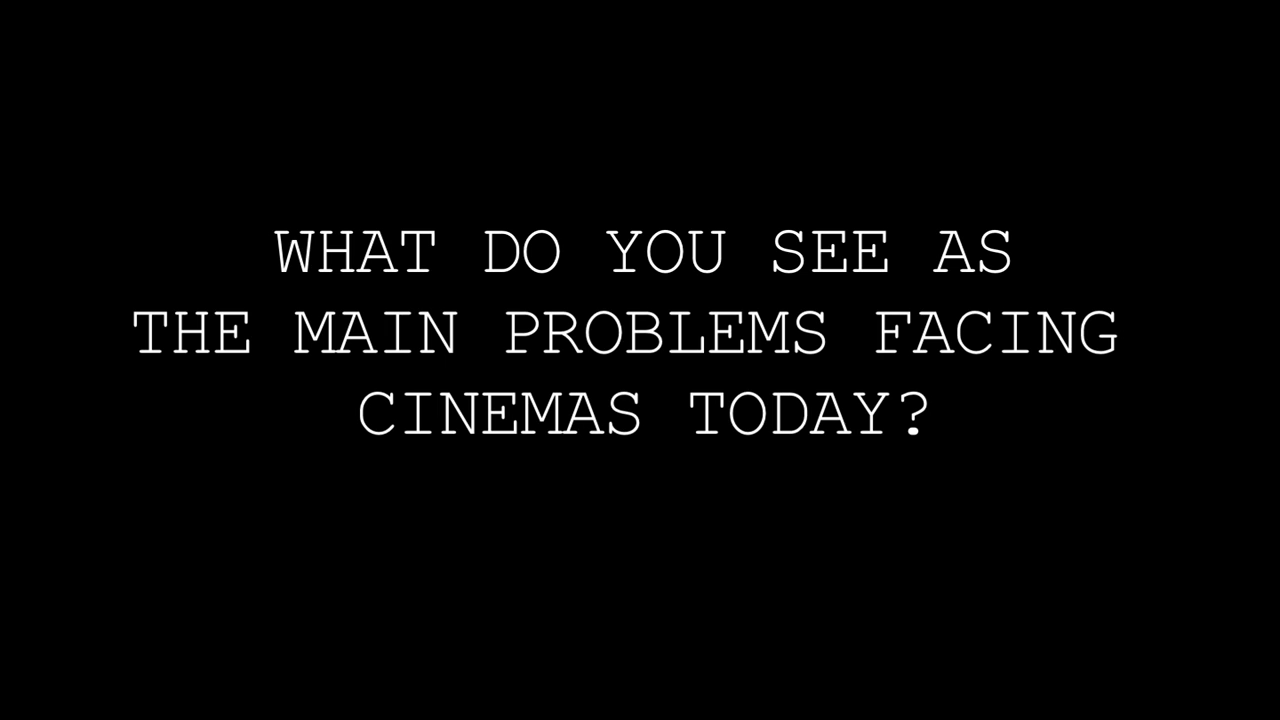 WHAT DO YOU SEE AS
THE MAIN PROBLEMS FACING
CINEMAS TODAY?